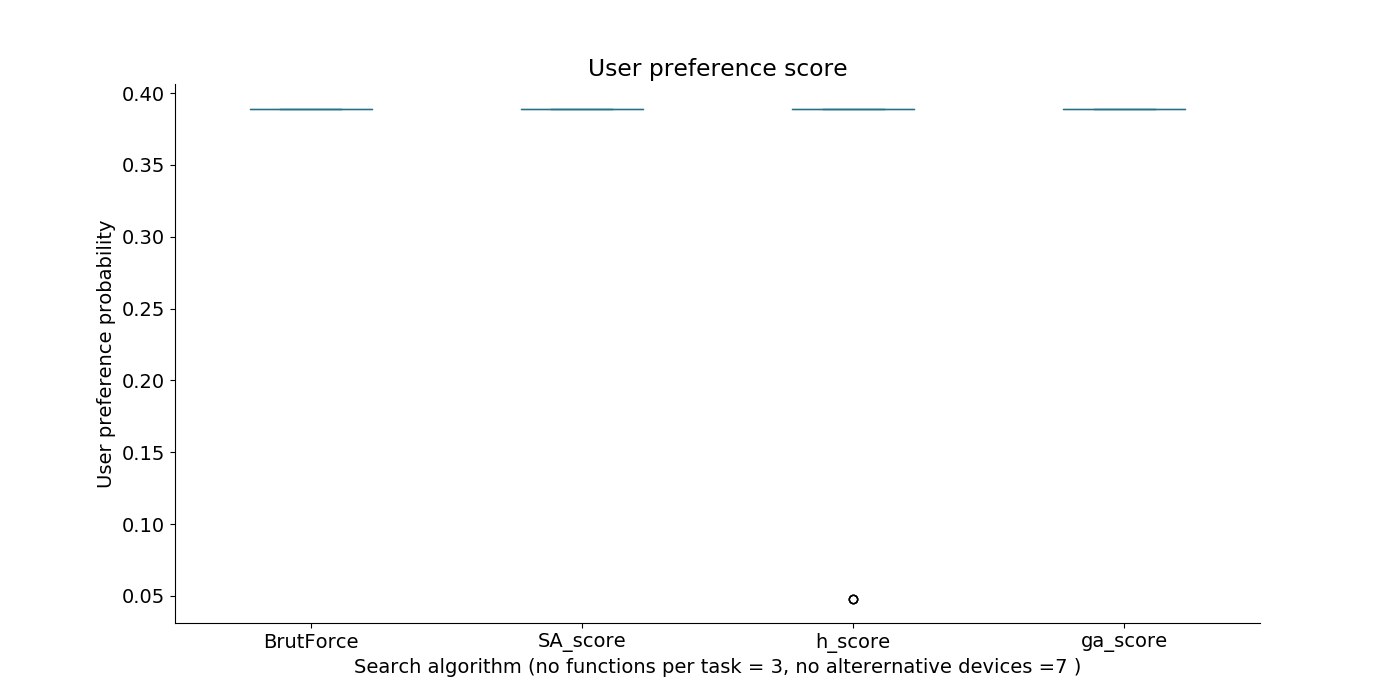 User preference score
User preference probability
0.40
0.35
0.30
0.25
0.20
0.15
0.10
0.05
BrutForce SA_score h_score ga_score
Search algorithm (no functions per task = 3, no alterernative devices =7 )